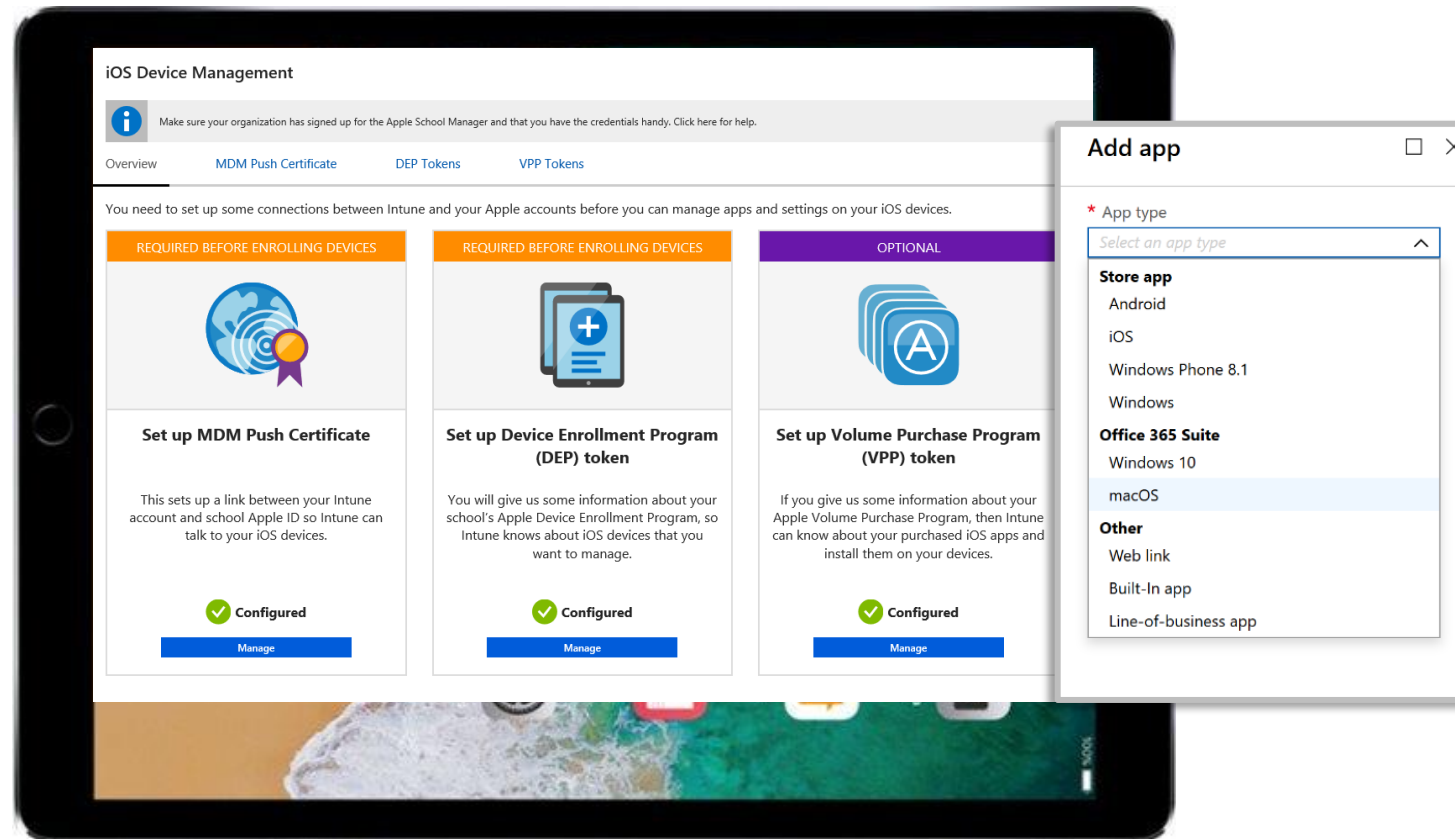 iOS Device Management
Make sure your organization has signed up for the Apple School Manager and that you have the credentials handy. Click here for help.
Overview
MDM Push Certificate
DEP Tokens
VPP Tokens
You need to set up some connections between Intune and your Apple accounts before you can manage apps and settings on your iOS devices.
REQUIRED BEFORE ENROLLING DEVICES
Set up MDM Push Certificate
This sets up a link between your Intune
account and school Apple ID so Intune can
talk to your iOS devices.
Configured
Manage
REQUIRED BEFORE ENROLLING DEVICES
Set up Device Enrollment Program
(DEP) token
You will give us some information about your
school's Apple Device Enrollment Program, so
Intune knows about iOS devices that you
want to manage.
Configured
Manage
OPTIONAL
Set up Volume Purchase Program
(VPP) token
If you give us some information about your
Apple Volume Purchase Program, then Intune
can know about your purchased iOS apps and
install them on your devices.
Configured
Manage
Add app
* App type
Select an app type
Store app
Android
iOS
Windows Phone 8.1
Windows
Office 365 Suite
Windows 10
macOS
Other
Web link
Built-In app
Line-of-business app
100%